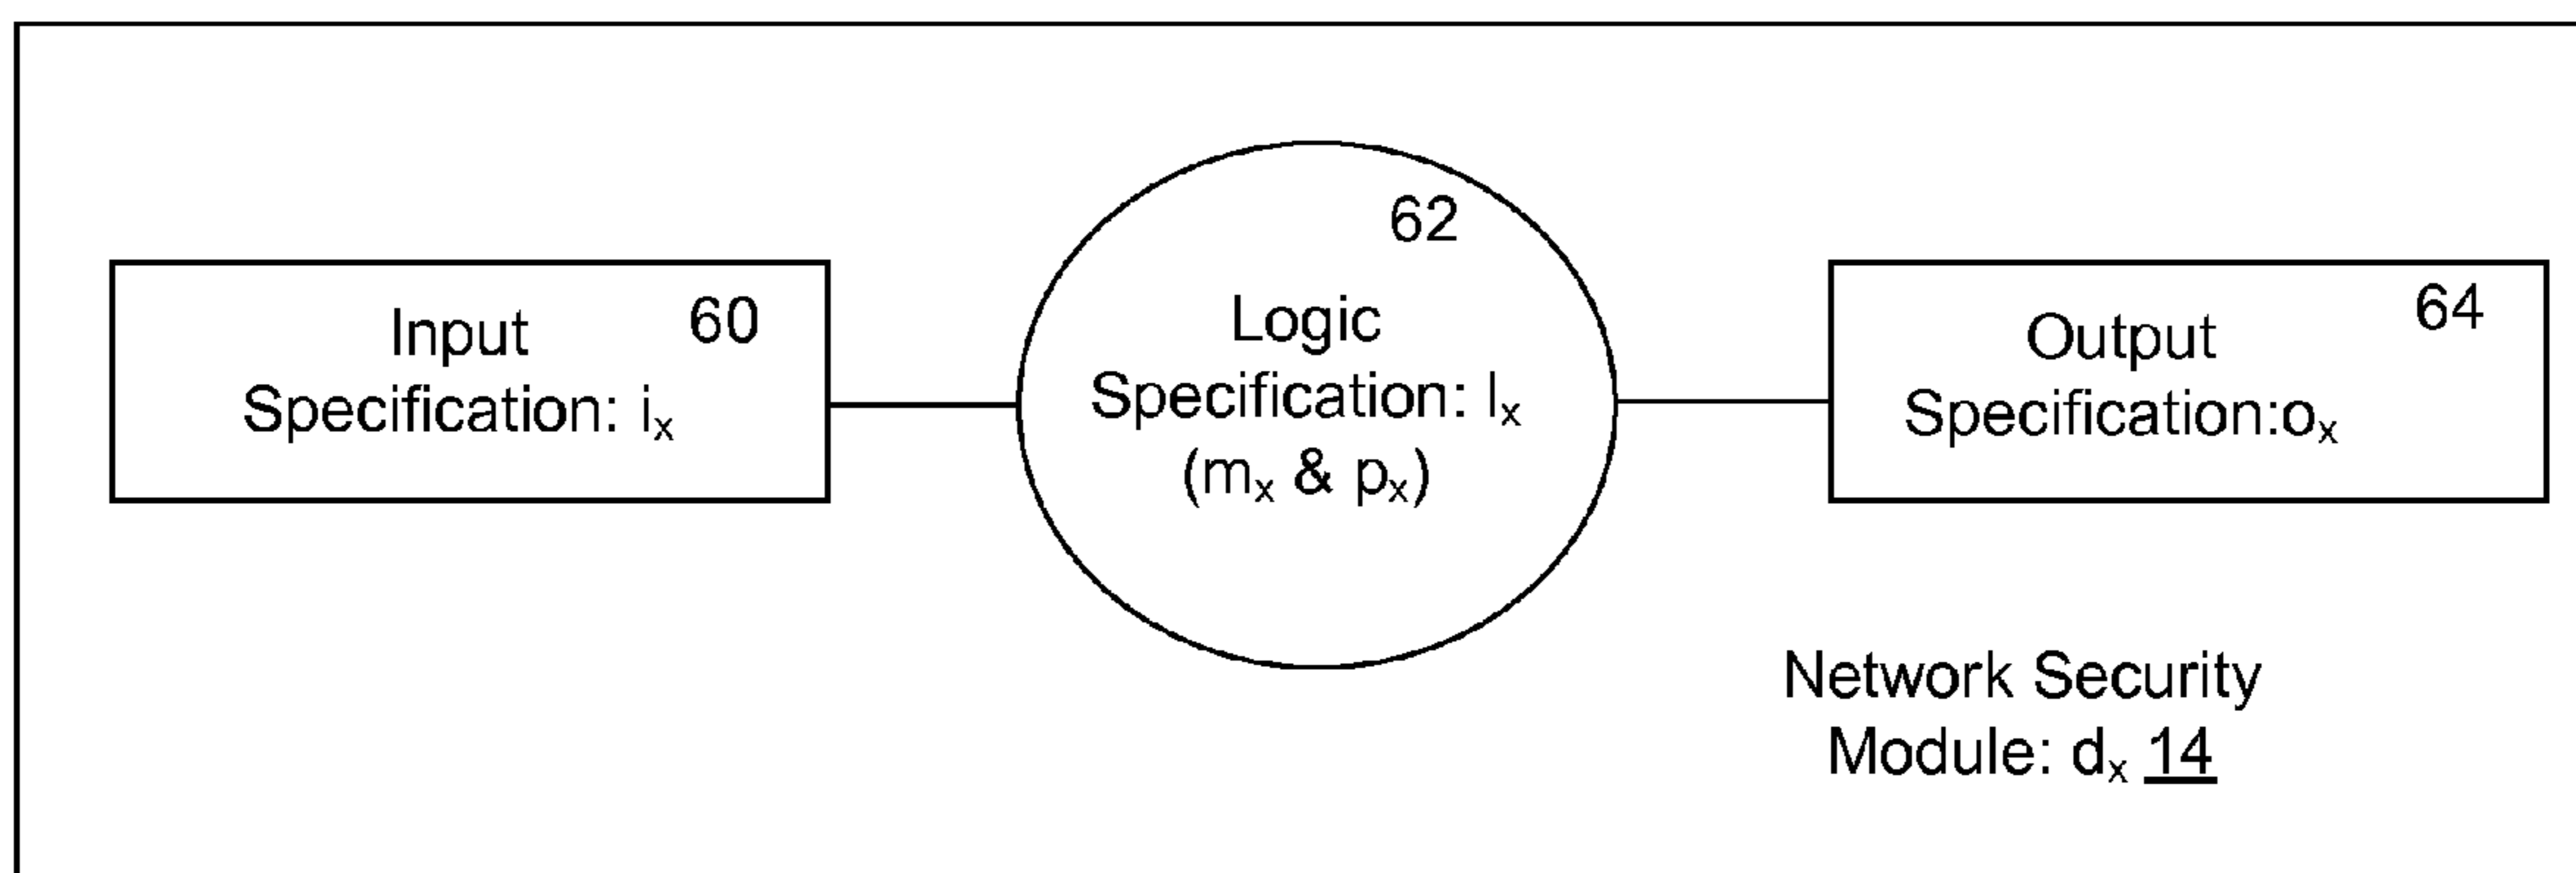 60
Input
Specification: iₓ
62
Logic
Specification: lₓ
(mₓ & pₓ)
64
Output
Specification:oₓ
Network Security
Module: dₓ 14